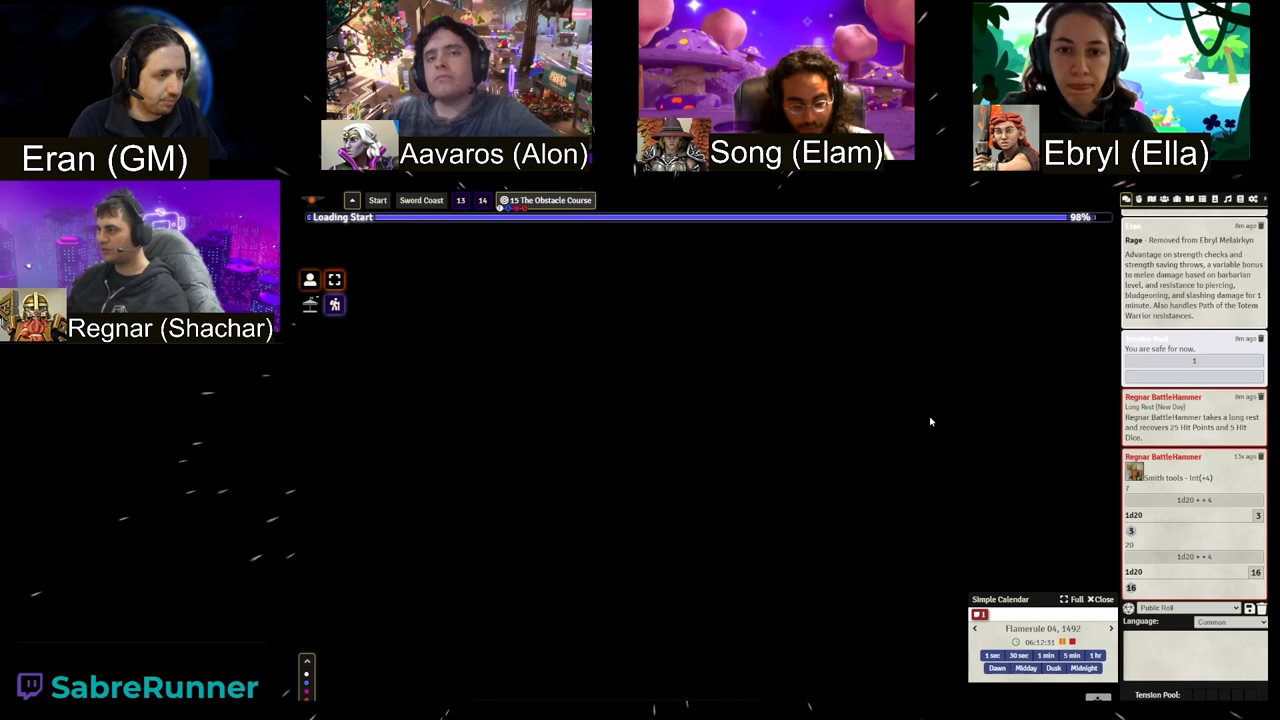 Eran (GM)
Aavaros (Alon)
Song (Elam)
Ebryl (Ella)
Regnar (Shachar)
Start
Sword Coast
13
14
15 The Obstacle Course
Loading Start
98%
Eran
8m ago
Rage - Removed from Ebryl Melairkyn
Advantage on strength checks and
strength saving throws, a variable bonus
to melee damage based on barbarian
level, and resistance to piercing,
bludgeoning, and slashing damage for 1
minute. Also handles Path of the Totem
Warrior resistances.
Tension Pool
8m ago
You are safe for now.
1
Regnar BattleHammer
8m ago
Long Rest (New Day)
Regnar BattleHammer takes a long rest
and recovers 25 Hit Points and 5 Hit
Dice.
Regnar BattleHammer
13s ago
Smith tools - Int(+4)
7
1d20 + + 4
1d20
3
3
20
1d20 + + 4
1d20
16
16
Public Roll
Language:
Common
Tension Pool:
Simple Calendar
Full
Close
1
Flamerule 04, 1492
06:12:31
1 sec
30 sec
1 min
5 min
1 hr
Dawn
Midday
Dusk
Midnight
SabreRunner